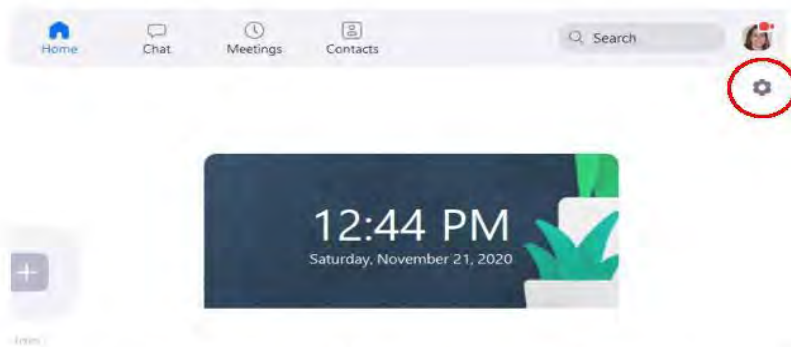 Home
Chat
Meetings
Contacts
Search
12:44 PM
Saturday, November 21, 2020